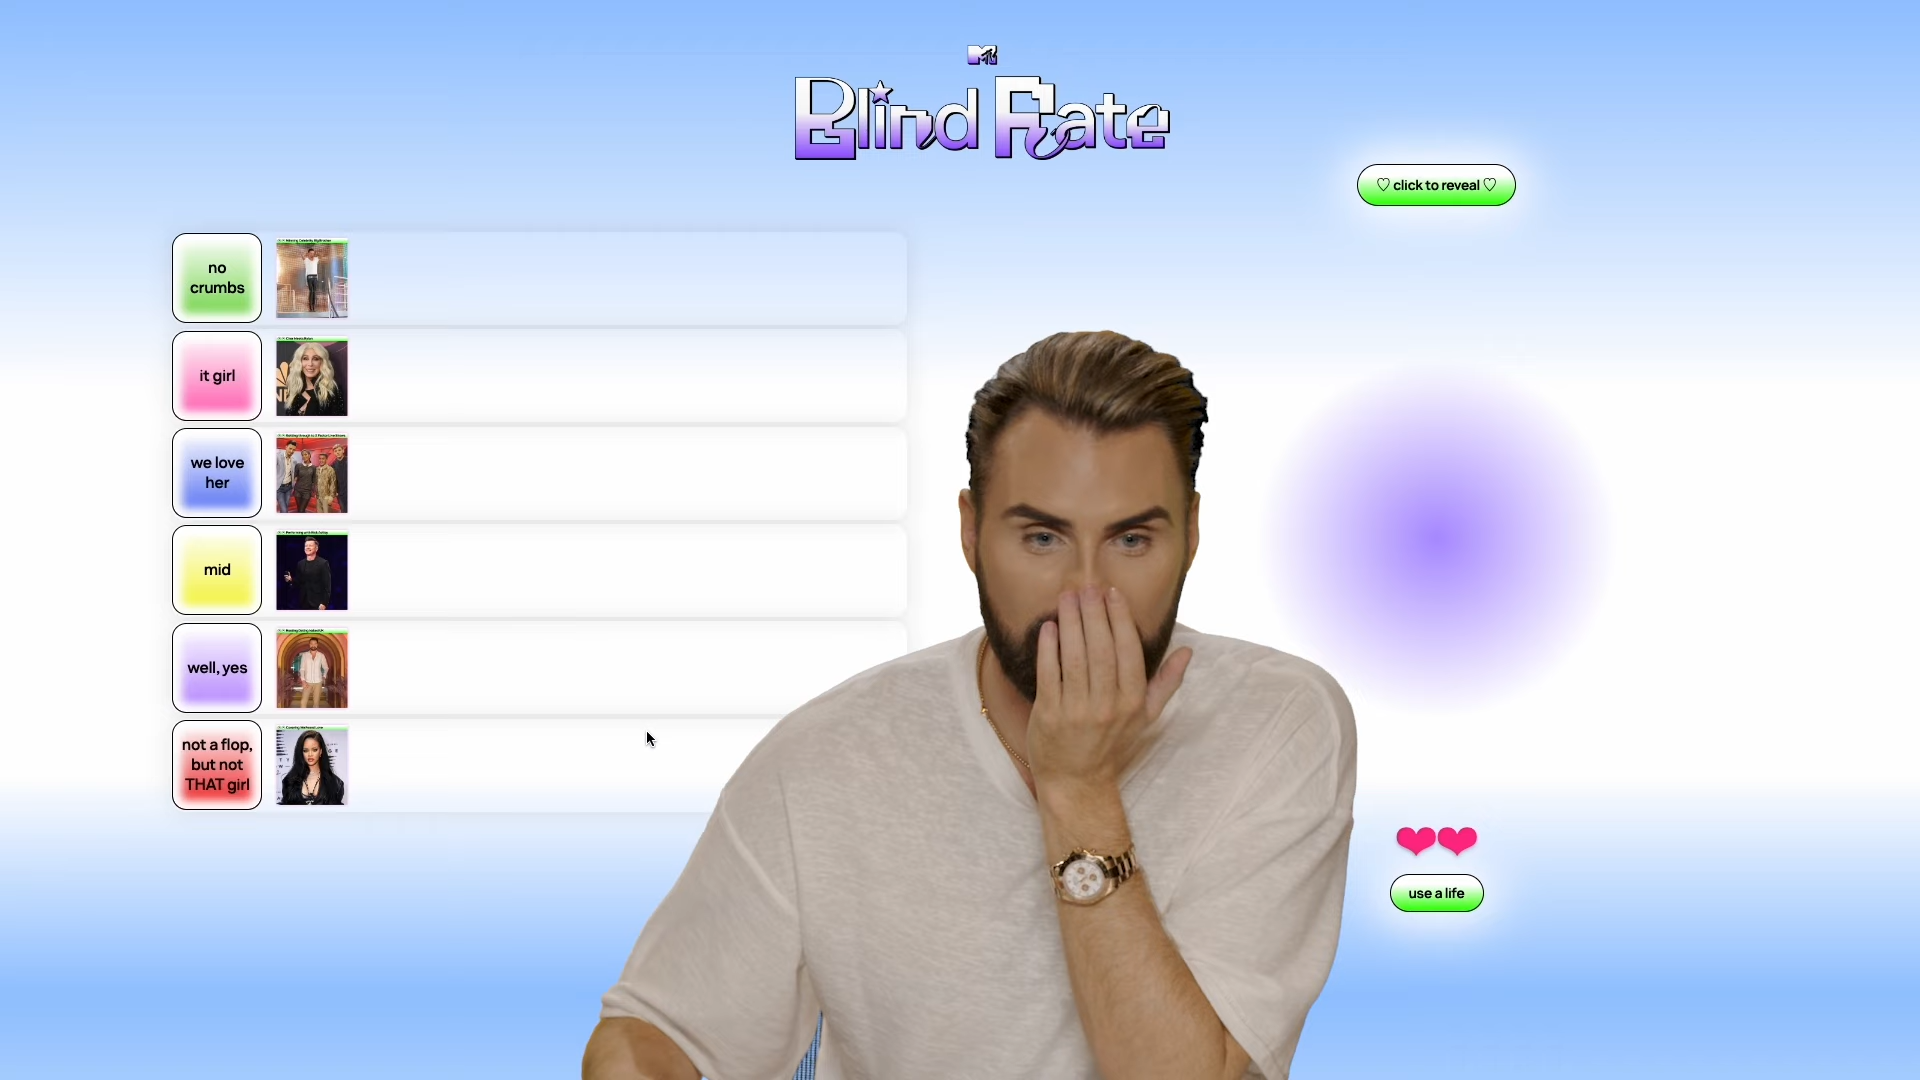 MTV
Blind Rate
♡ click to reveal ♡
no
crumbs
it girl
we love
her
mid
well, yes
not a flop,
but not
THAT girl
use a life